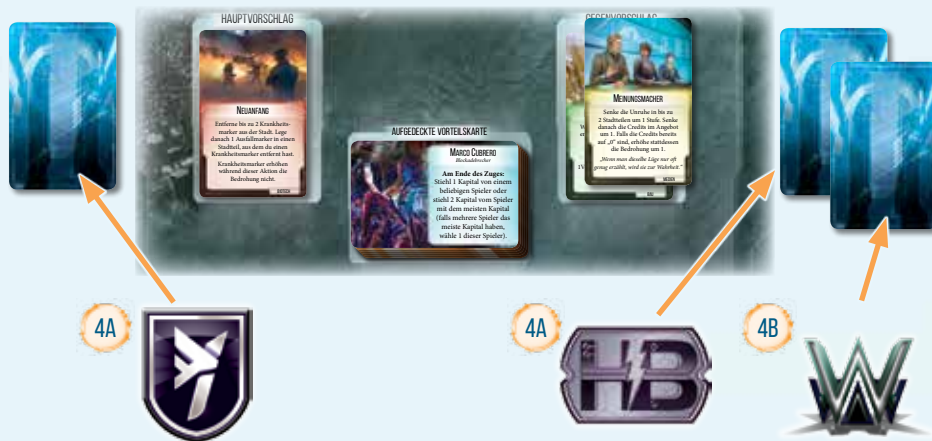 HAUPTVORSCHLAG
GEGENVORSCHLAG
NEUANFANG
Entferne bis zu 2 Krankheits-
marker aus der Stadt. Lege
danach 1 Ausfallmarker in einen
Stadtteil, aus dem du einen
Krankheitsmarker entfernt hast.
Krankheitsmarker erhöhen
während dieser Aktion die
Bedrohung nicht.
BIOTECH
AUFGEDECKTE VORTEILSKARTE
MARCO CUBRERO
Blockadebrecher
Am Ende des Zuges:
Stiehl 1 Kapital von einem
beliebigen Spieler oder
stiehl 2 Kapital vom Spieler
mit dem meisten Kapital
(falls mehrere Spieler das
meiste Kapital haben,
wähle 1 dieser Spieler).
MEINUNGSMACHER
Senke die Unruhe in bis zu
2 Stadtteilen um 1 Stufe. Senke
danach die Credits im Angebot
um 1. Falls die Credits bereits
auf „0" sind, erhöhe stattdessen
die Bedrohung um 1.
„Wenn man dieselbe Lüge nur oft
genug erzählt, wird sie zur Wahrheit."
MEDIEN
4A
4A
4B
HB
W